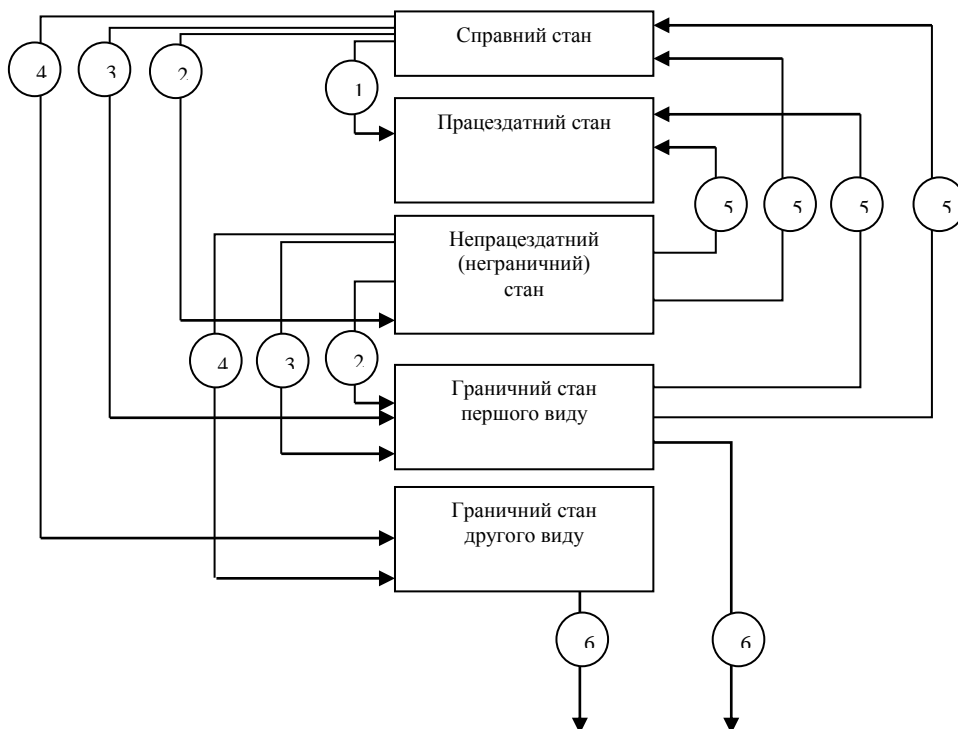 Справний стан
4
3
2
1
Працездатний стан
5
5
5
5
Непрацездатний
(неграничний)
стан
4
3
2
Граничний стан
першого виду
Граничний стан
другого виду
6
6